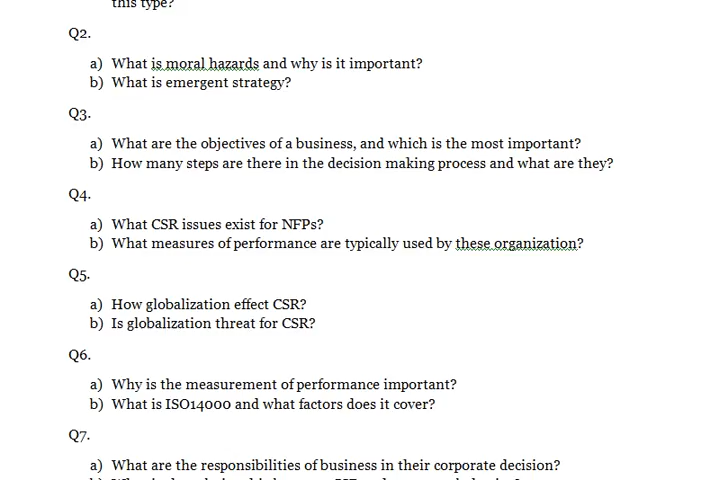 this type?
Q2.
a) What is moral hazards and why is it important?
b) What is emergent strategy?
Q3.
a) What are the objectives of a business, and which is the most important?
b) How many steps are there in the decision making process and what are they?
Q4.
a) What CSR issues exist for NFPs?
b) What measures of performance are typically used by these organization?
Q5.
a) How globalization effect CSR?
b) Is globalization threat for CSR?
Q6.
a) Why is the measurement of performance important?
b) What is ISO14000 and what factors does it cover?
Q7.
a) What are the responsibilities of business in their corporate decision?